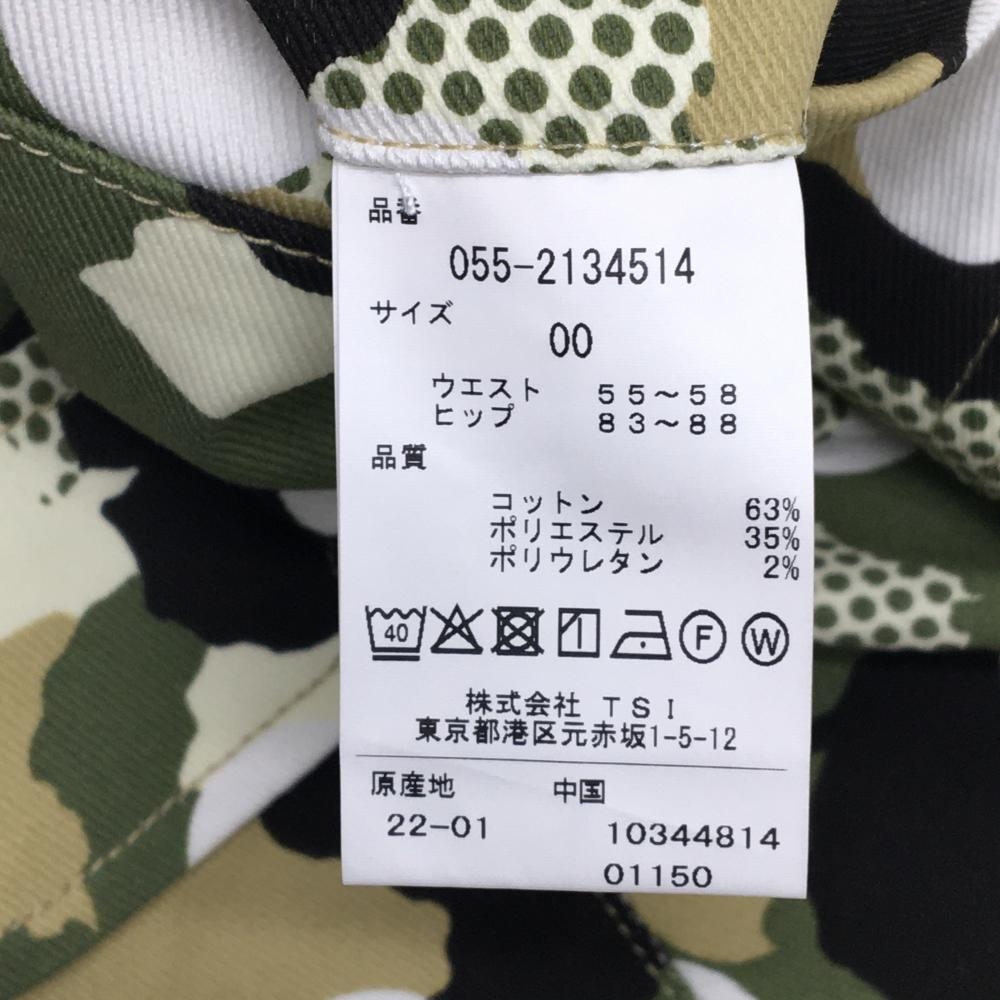 品番
055-2134514
サイズ
00
ウエスト 55～58
ヒップ 83～88
品質
コットン 63%
ポリエステル 35%
ポリウレタン 2%
40 F W
株式会社 TSI
東京都港区元赤坂1-5-12
原産地 中国
22-01 10344814
01150